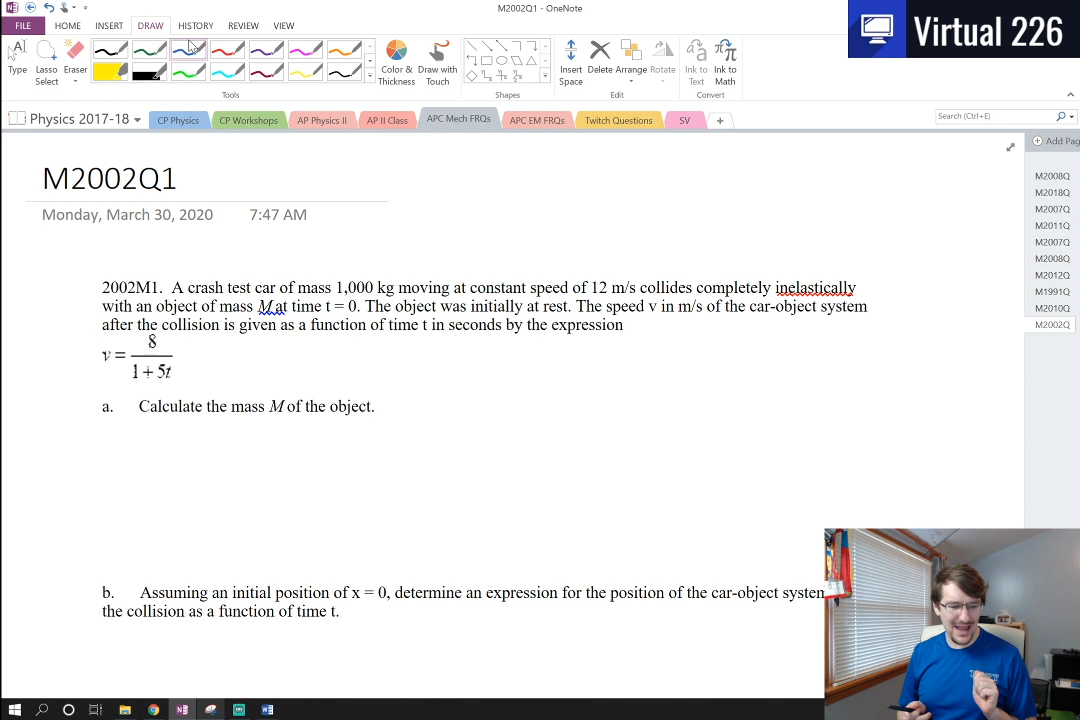 M2002Q1 - OneNote
Virtual 226
FILE HOME INSERT DRAW HISTORY REVIEW VIEW
Type Lasso Select Eraser Color & Thickness Draw with Touch Insert Space Delete Arrange Rotate Ink to Text Ink to Math
Tools Shapes Edit Convert
Physics 2017-18 CP Physics CP Workshops AP Physics II AP II Class APC Mech FRQs APC EM FRQs Twitch Questions SV Search (Ctrl+E)
Add Pag
M2002Q1
Monday, March 30, 2020 7:47 AM
M2008Q
M2018Q
M2007Q
M2011Q
M2007Q
M2008Q
M2012Q
M1991Q
M2010Q
M2002Q
2002M1. A crash test car of mass 1,000 kg moving at constant speed of 12 m/s collides completely inelastically
with an object of mass M at time t = 0. The object was initially at rest. The speed v in m/s of the car-object system
after the collision is given as a function of time t in seconds by the expression
v = 8
1 + 5t
a. Calculate the mass M of the object.
b. Assuming an initial position of x = 0, determine an expression for the position of the car-object system
the collision as a function of time t.